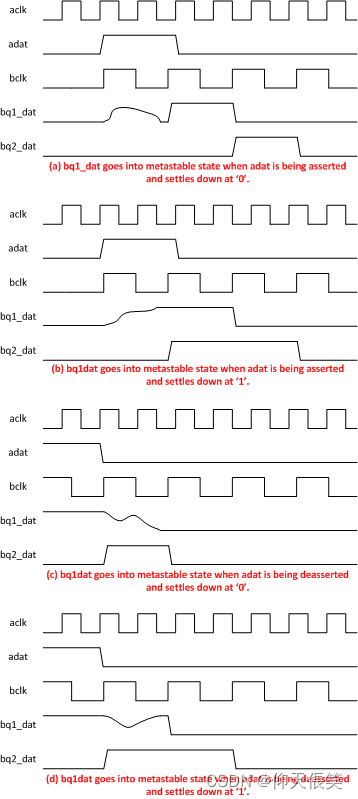 aclk
adat
bclk
bq1_dat
bq2_dat
(a) bq1_dat goes into metastable state when adat is being asserted
and settles down at ‘0’.
aclk
adat
bclk
bq1_dat
bq2_dat
(b) bq1dat goes into metastable state when adat is being asserted
and settles down at ‘1’.
aclk
adat
bclk
bq1_dat
bq2_dat
(c) bq1dat goes into metastable state when adat is being deasserted
and settles down at ‘0’.
aclk
adat
bclk
bq1_dat
bq2_dat
(d) bq1dat goes into metastable state when adat is being deasserted
and settles down at ‘1’.
CSDN @仰天倀笑